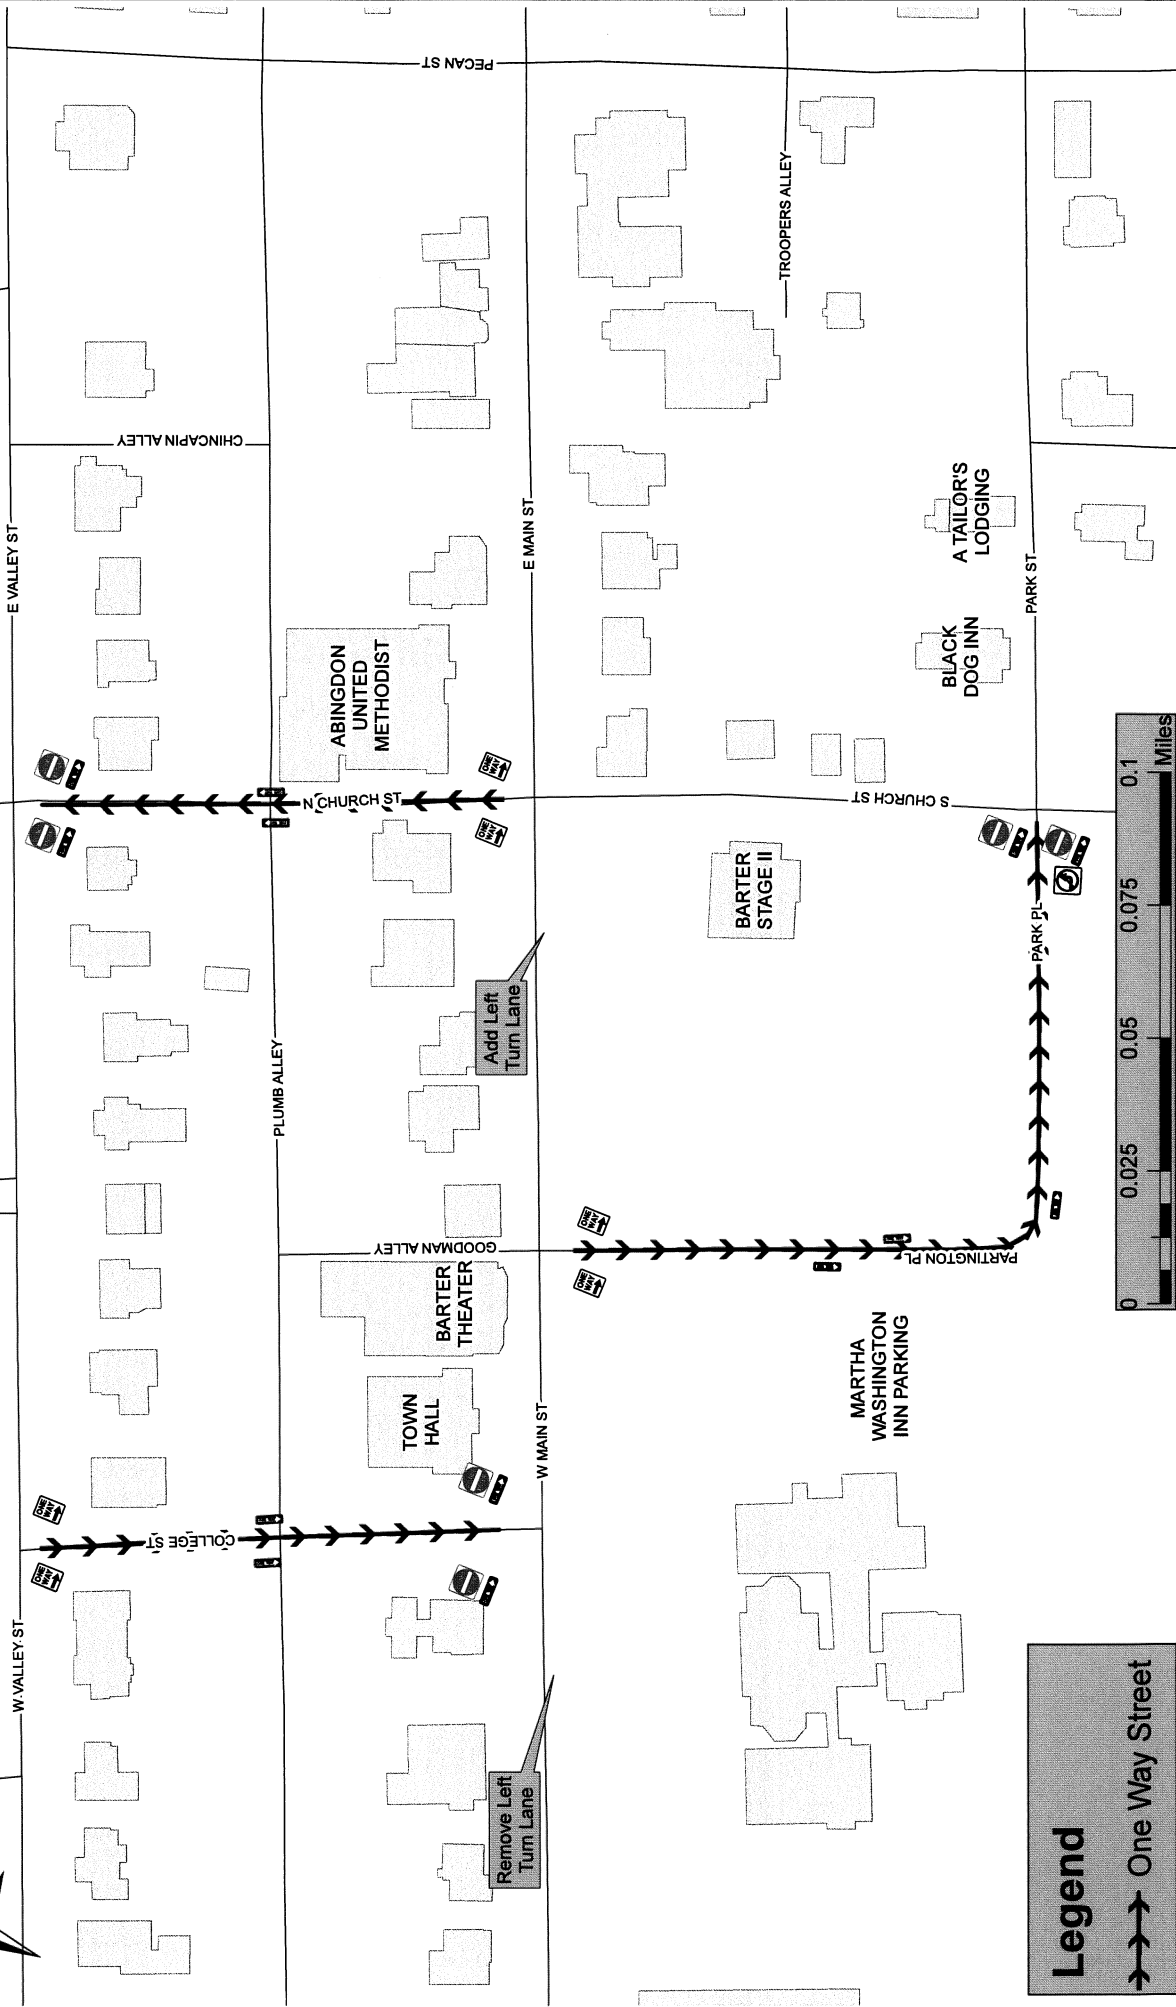 W.VALLEY.ST
E VALLEY ST
COLLEGE ST
CHINCAPIN ALLEY
PECAN ST
ONE
WAY
ONE
WAY
PLUMB ALLEY
N CHURCH ST
ABINGDON
UNITED
METHODIST
TOWN
HALL
BARTER
THEATER
GOODMAN ALLEY
ONE
WAY
ONE
WAY
Remove Left
Turn Lane
Add Left
Turn Lane
W MAIN ST
E MAIN ST
ONE
WAY
ONE
WAY
BARTER
STAGE II
TROOPERS ALLEY
S CHURCH ST
MARTHA
WASHINGTON
INN PARKING
PARTINGTON PL
BLACK
DOG INN
A TAILOR'S
LODGING
PARK PL
PARK ST
Legend
One Way Street
0
0.025
0.05
0.075
0.1
Miles